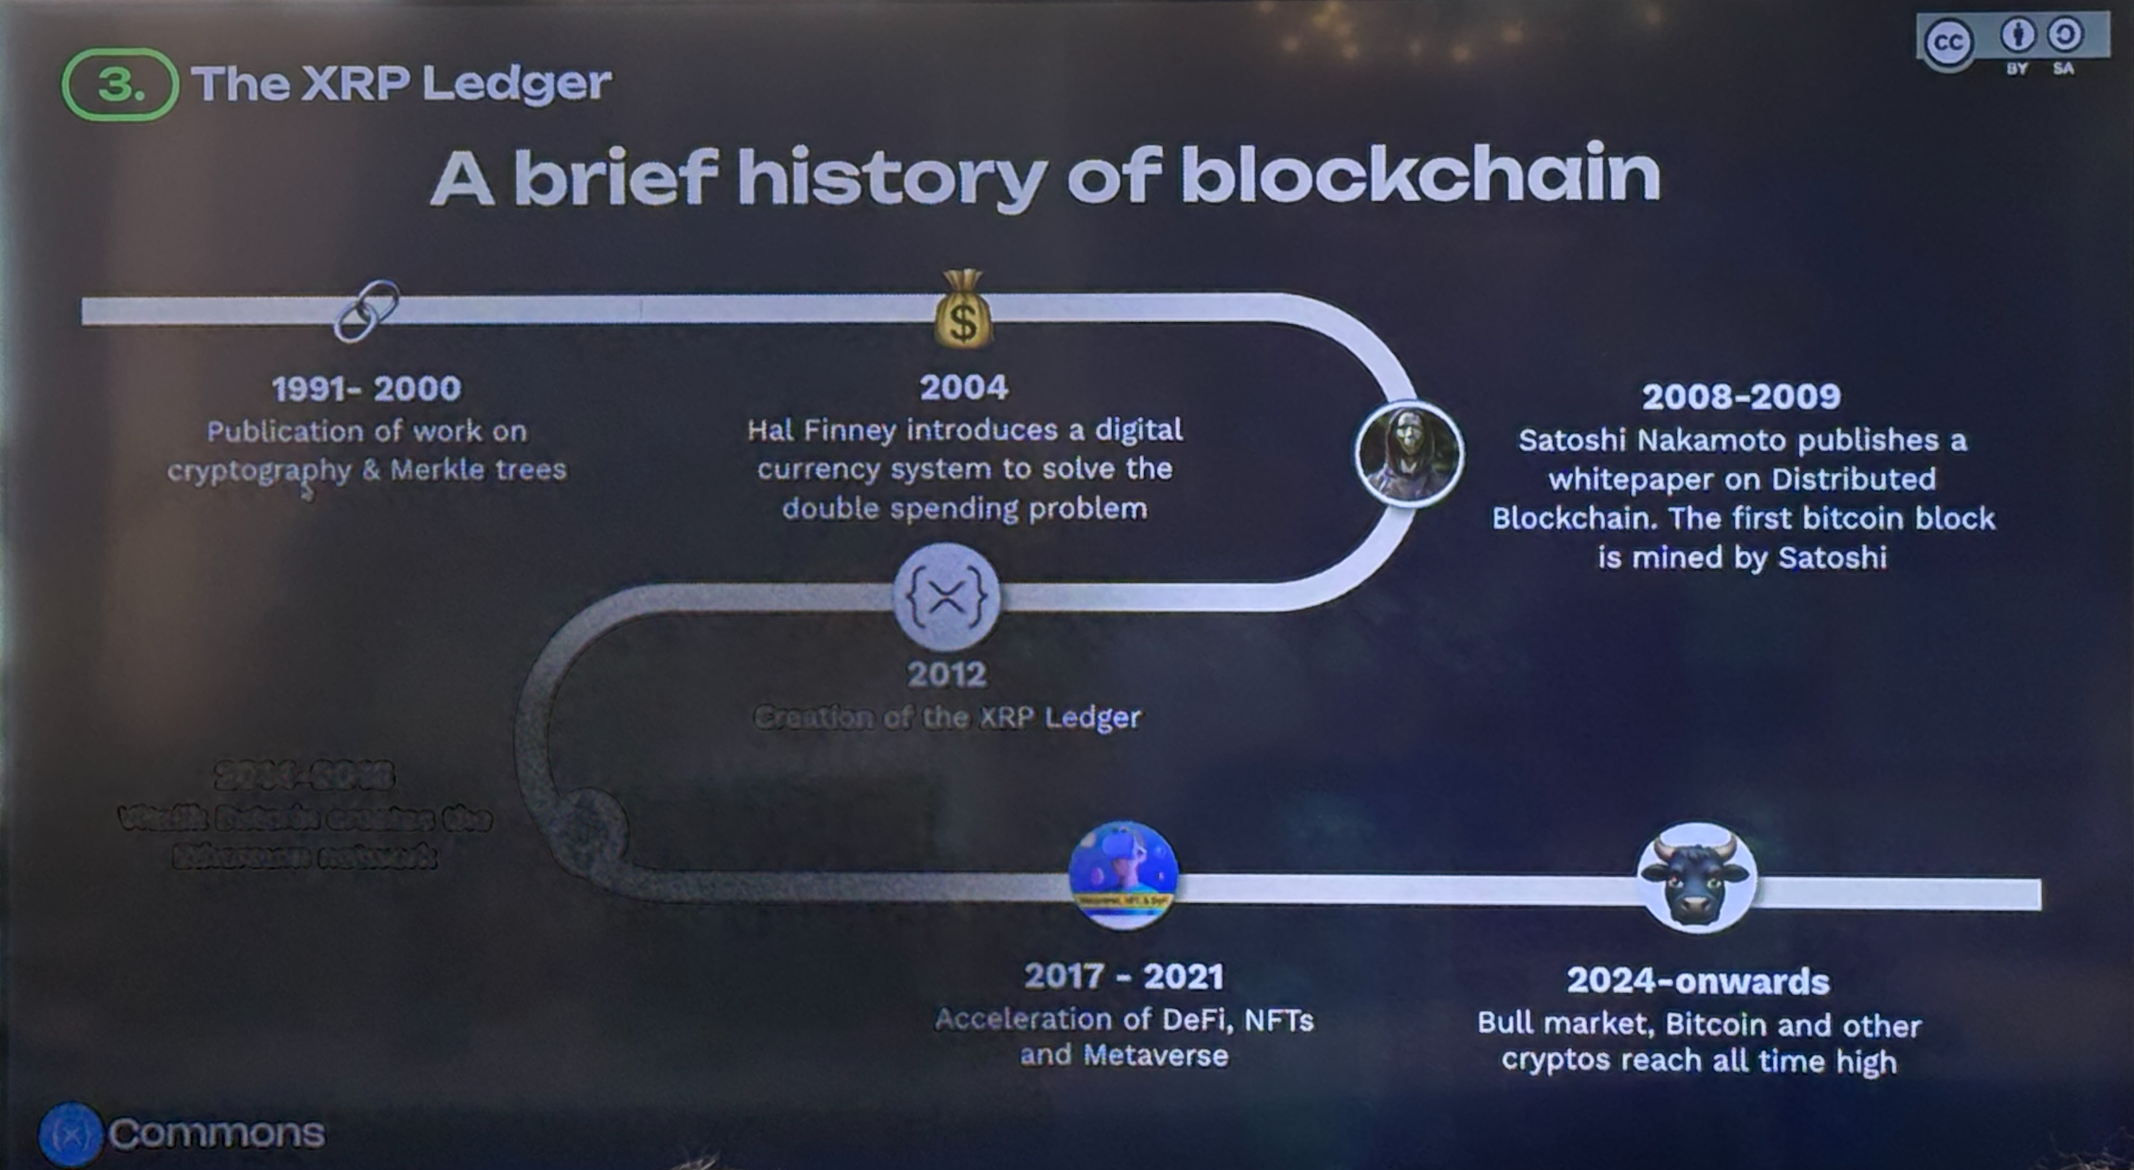 3. The XRP Ledger
CC BY SA
A brief history of blockchain
$
1991- 2000
Publication of work on
cryptography & Merkle trees
2004
Hal Finney introduces a digital
currency system to solve the
double spending problem
2008-2009
Satoshi Nakamoto publishes a
whitepaper on Distributed
Blockchain. The first bitcoin block
is mined by Satoshi
{X}
2012
Creation of the XRP Ledger
creates the
network
2017 - 2021
Acceleration of DeFi, NFTs
and Metaverse
2024-onwards
Bull market, Bitcoin and other
cryptos reach all time high
{X} Commons